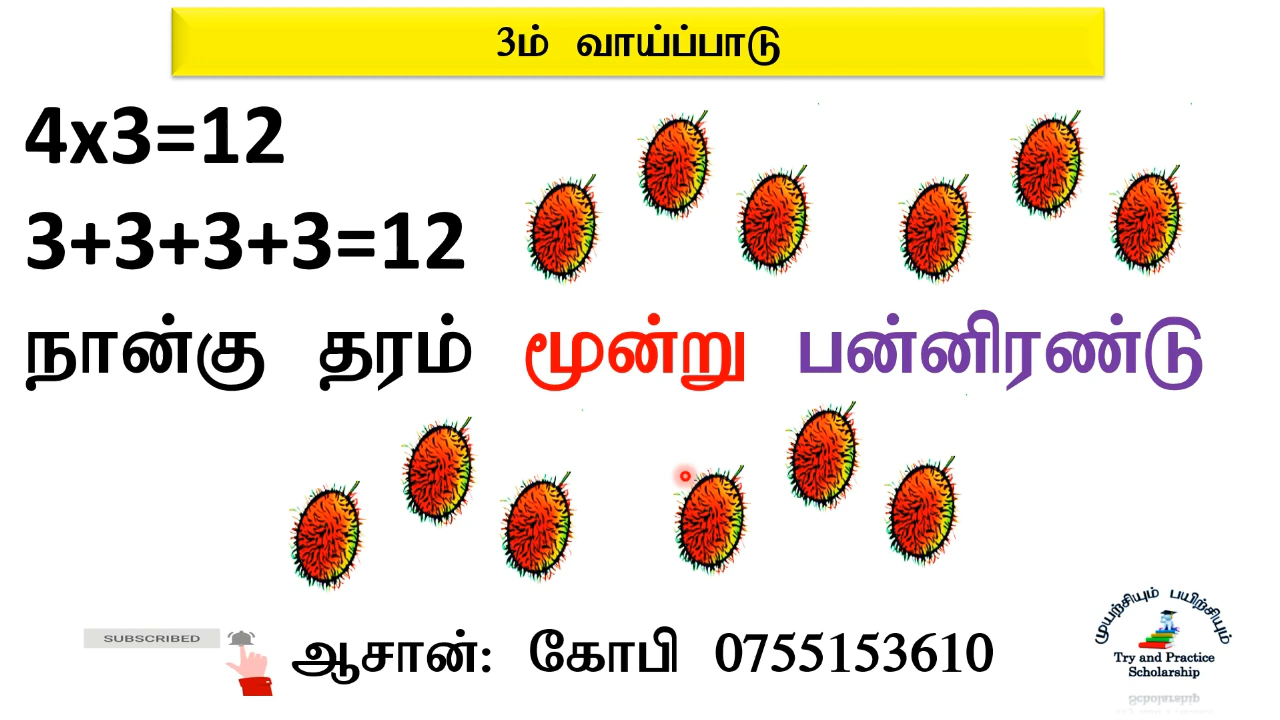 3ம் வாய்ப்பாடு
4x3=12
3+3+3+3=12
நான்கு தரம் மூன்று பன்னிரண்டு
SUBSCRIBED
ஆசான்: கோபி 0755153610
முயற்சியும் பயிற்சியும்
Try and Practice
Scholarship